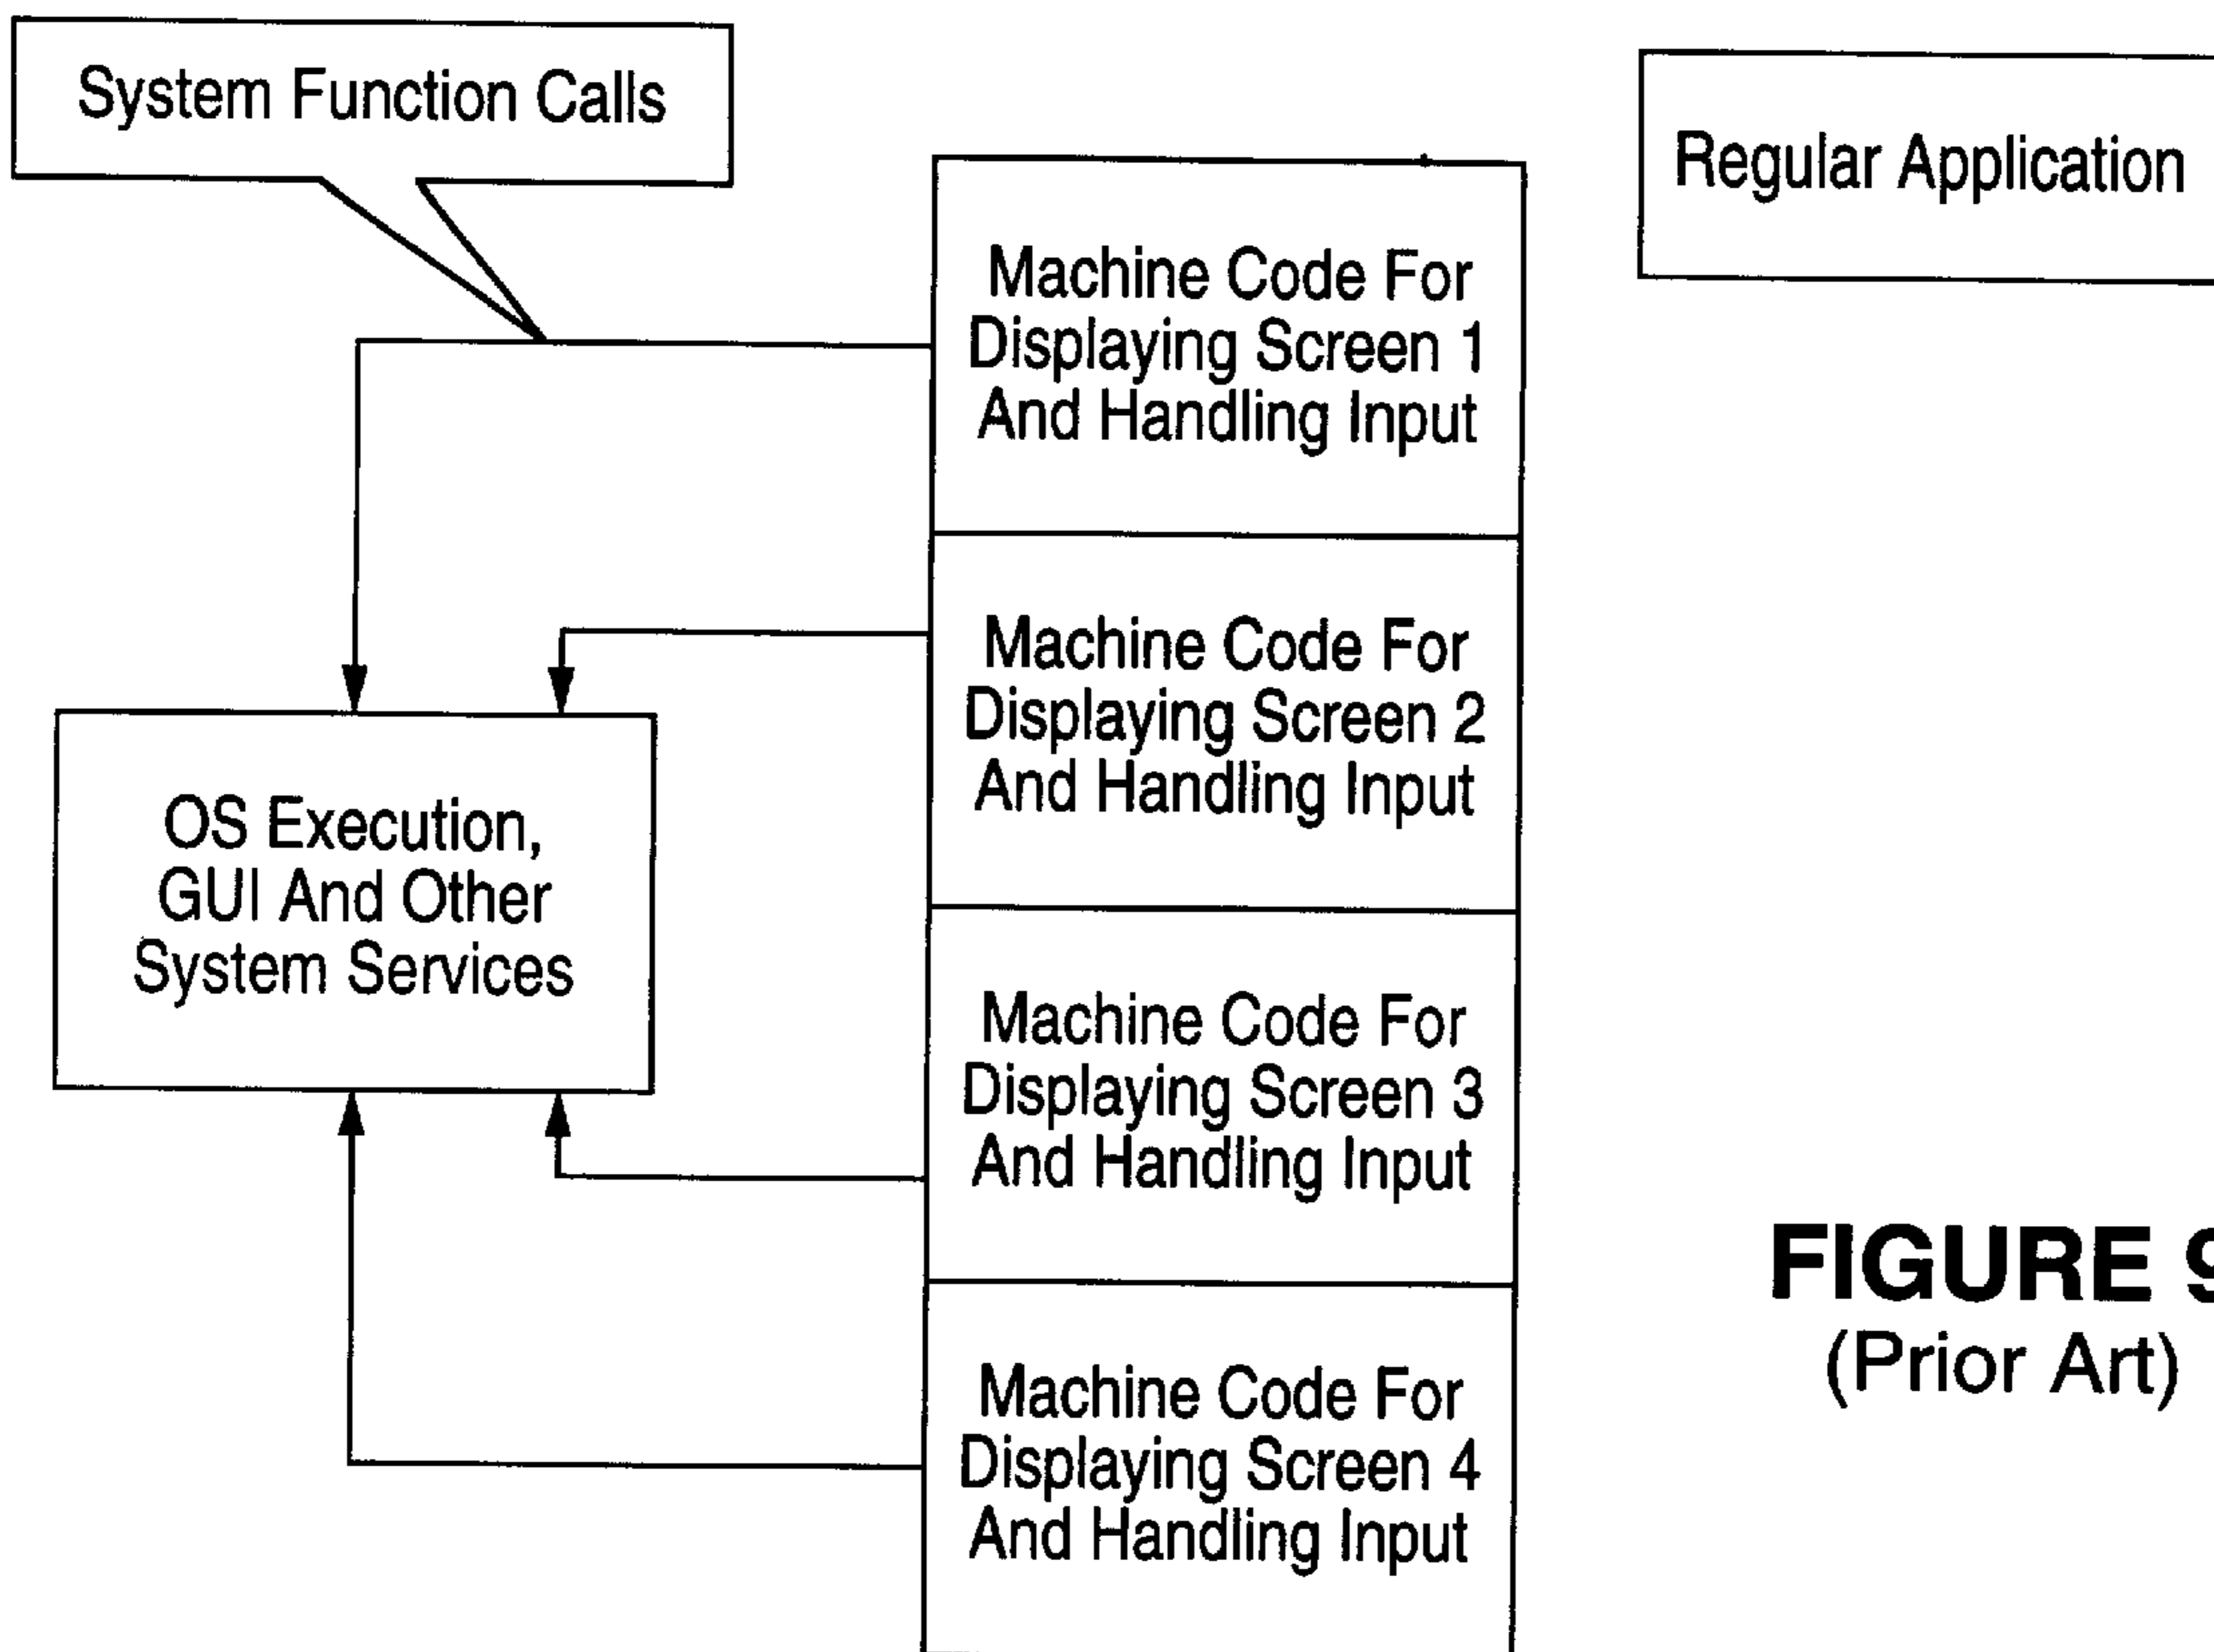 System Function Calls
Regular Application
Machine Code For
Displaying Screen 1
And Handling Input
Machine Code For
Displaying Screen 2
And Handling Input
OS Execution,
GUI And Other
System Services
Machine Code For
Displaying Screen 3
And Handling Input
Machine Code For
Displaying Screen 4
And Handling Input
FIGURE 9
(Prior Art)